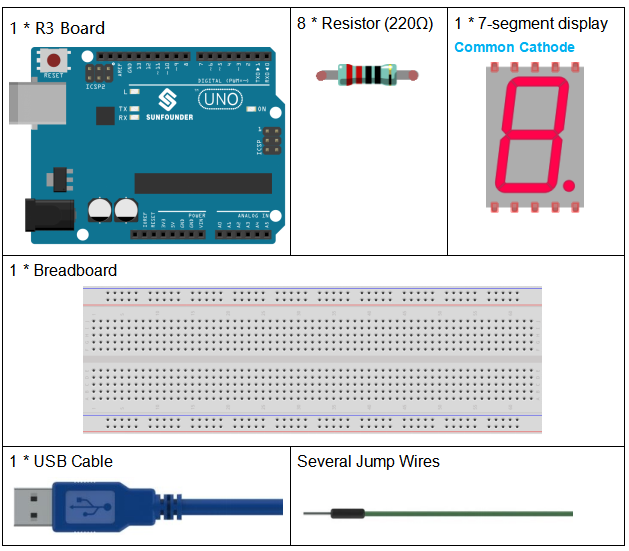 1 * R3 Board
8 * Resistor (220Ω)
1 * 7-segment display
Common Cathode
RESET
ICSP2
AREF
GND
13
12
~11
~10
~9
8
7
~6
~5
4
~3
2
TX▸1
RX◂0
DIGITAL (PWM~)
L
TX
RX
SUNFOUNDER
UNO
ON
ICSP
POWER
ANALOG IN
IOREF
RESET
3V3
5V
GND
GND
VIN
A0
A1
A2
A3
A4
A5
1 * Breadboard
1 * USB Cable
Several Jump Wires